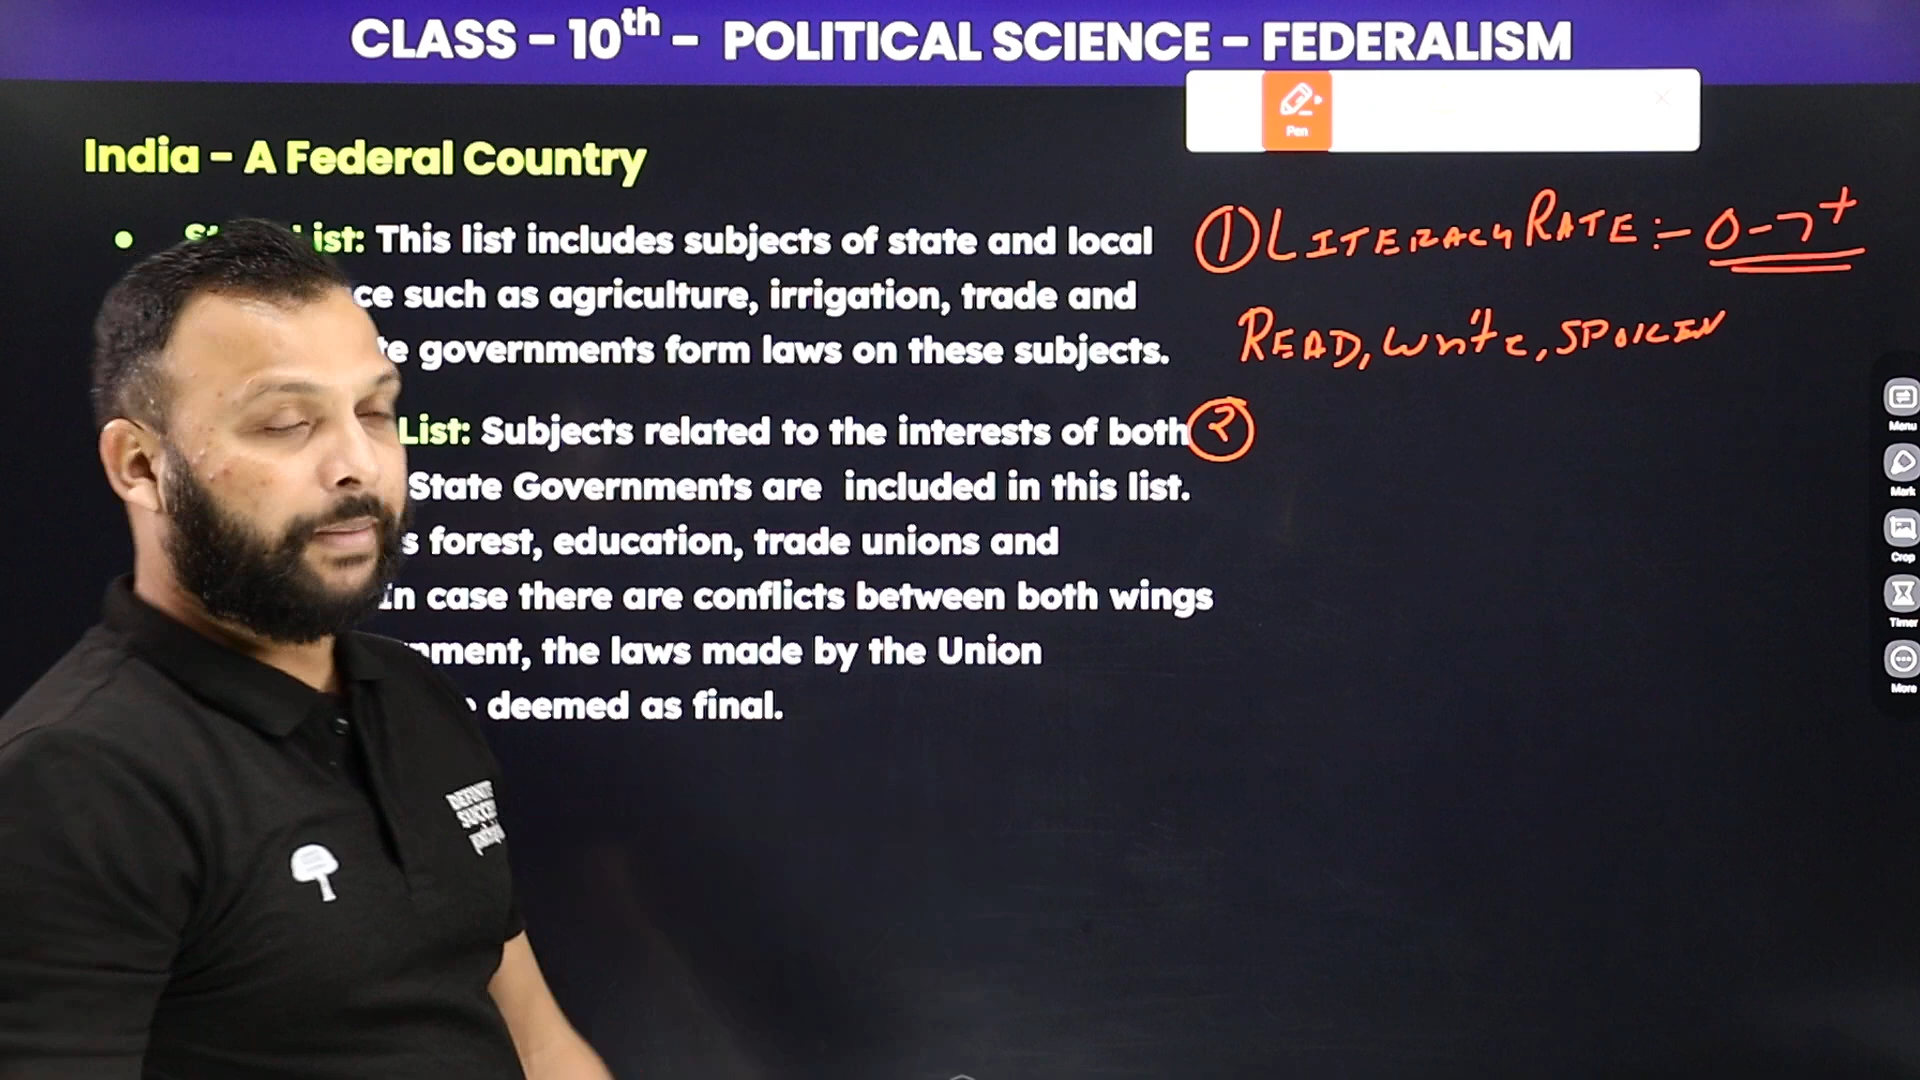 CLASS - 10th - POLITICAL SCIENCE - FEDERALISM
Pen
India - A Federal Country
List: This list includes subjects of state and local
such as agriculture, irrigation, trade and
governments form laws on these subjects.
List: Subjects related to the interests of both
State Governments are included in this list.
forest, education, trade unions and
In case there are conflicts between both wings
the laws made by the Union
deemed as final.
① LITERACY RATE :- 0-7+
READ, write, SPOKEN
②
Menu
Mark
Crop
Timer
More